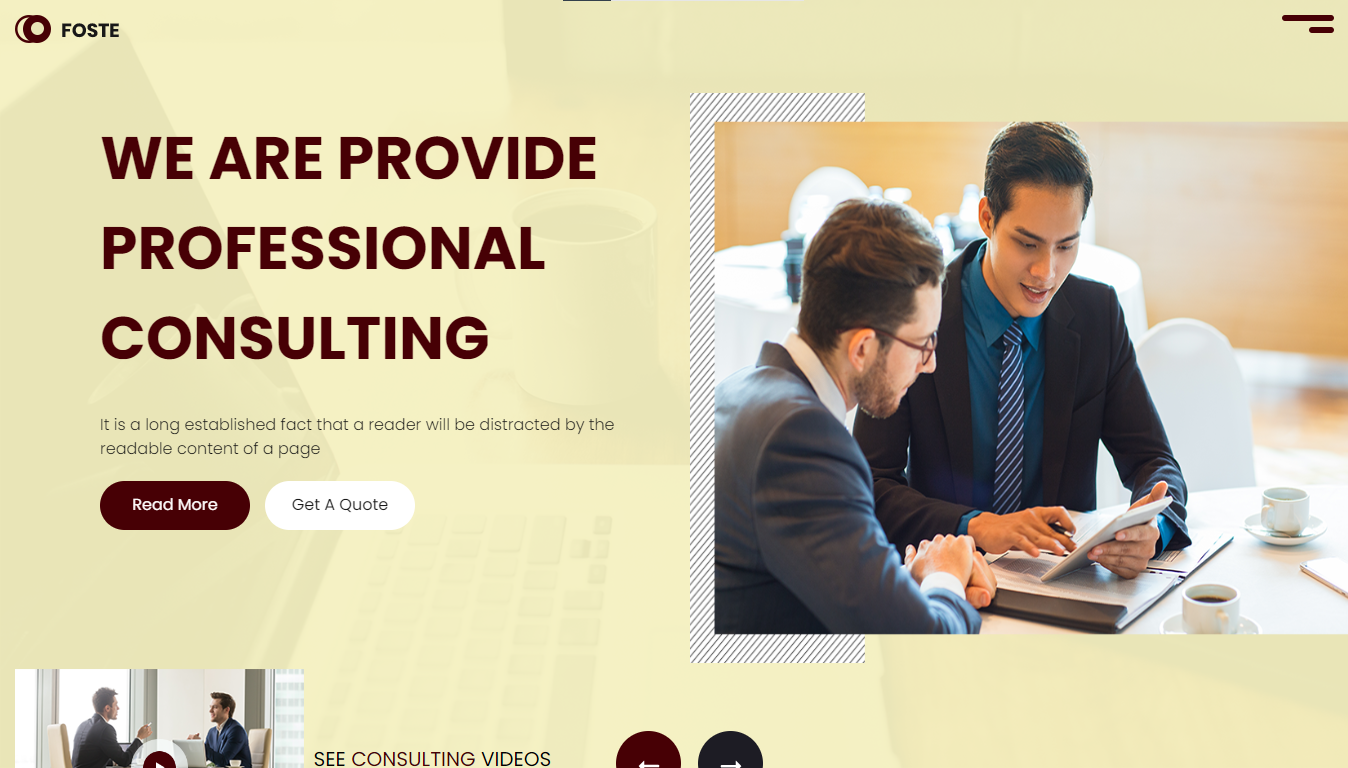 FOSTE
WE ARE PROVIDE
PROFESSIONAL
CONSULTING
It is a long established fact that a reader will be distracted by the
readable content of a page
Read More
Get A Quote
SEE CONSULTING VIDEOS